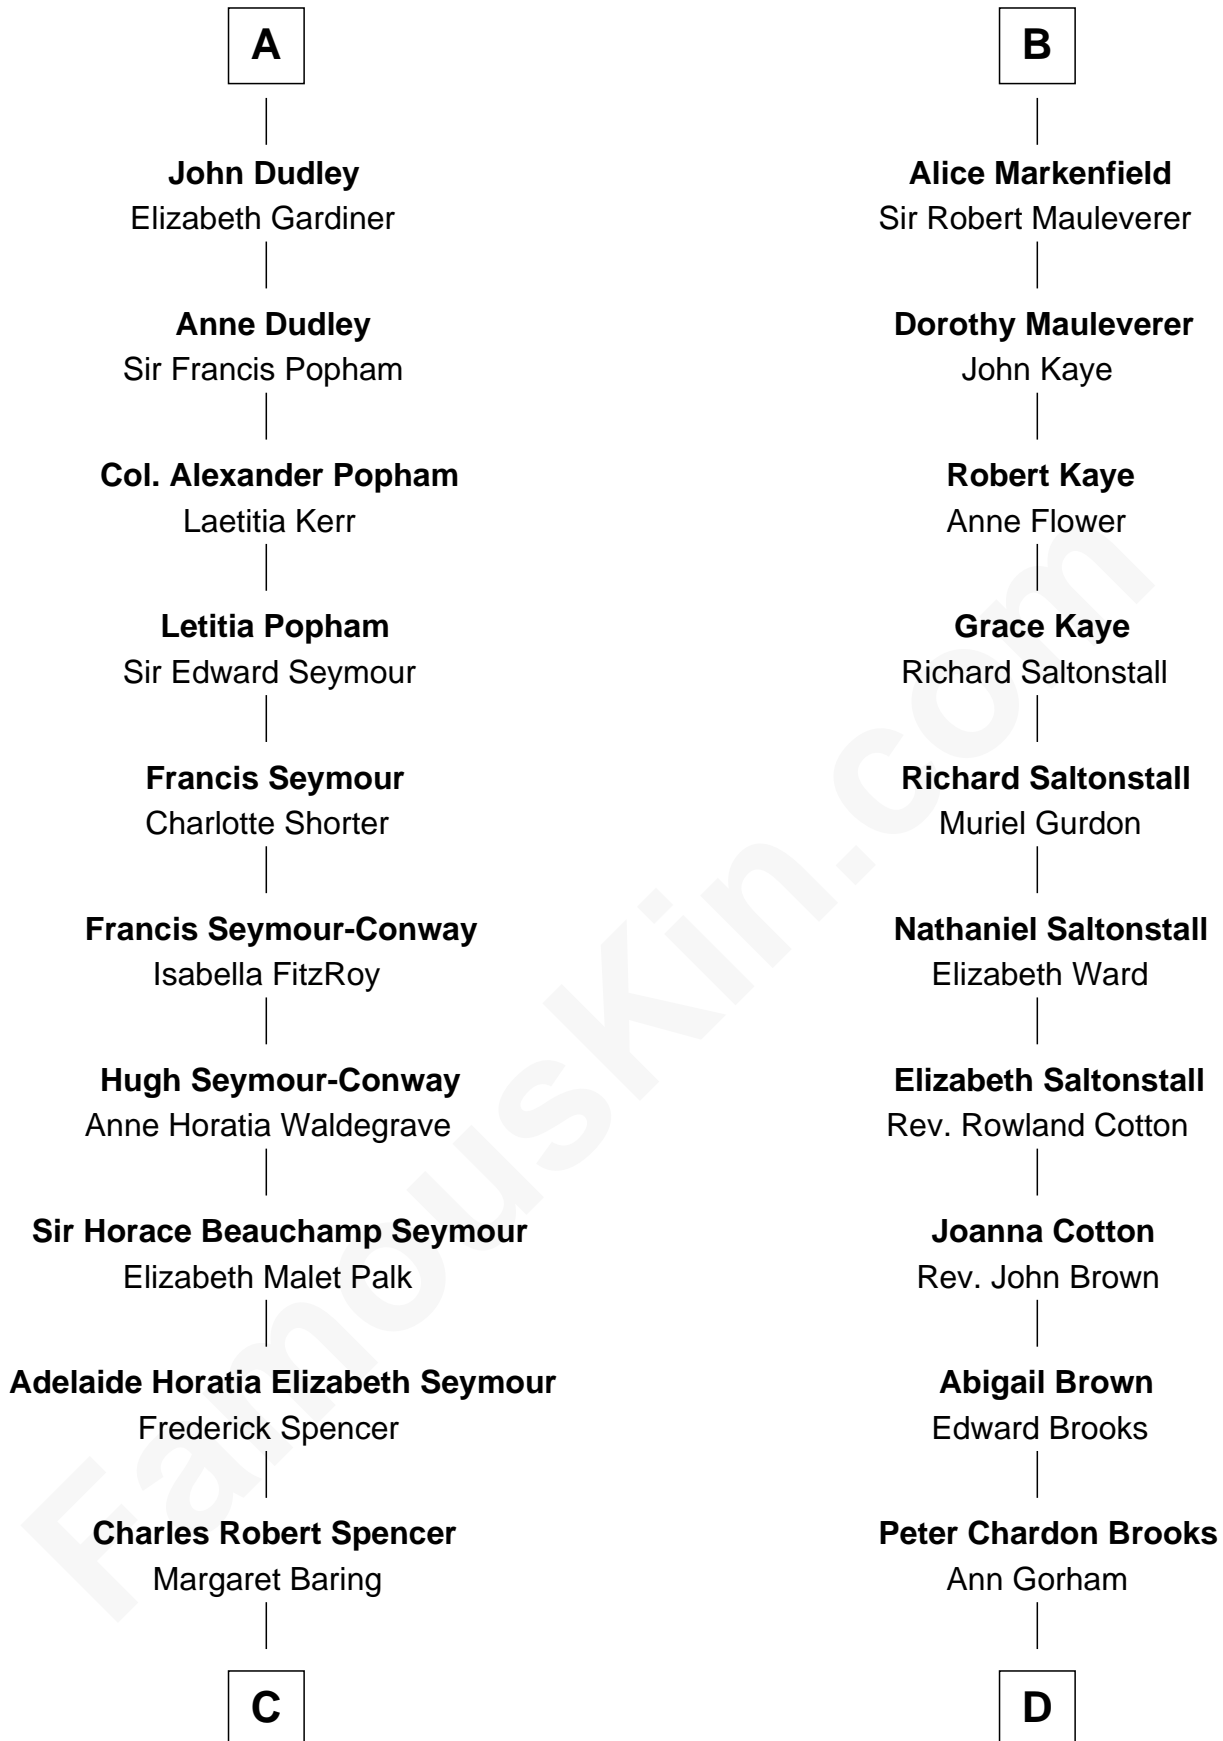 A
John Dudley
Elizabeth Gardiner
Anne Dudley
Sir Francis Popham
Col. Alexander Popham
Laetitia Kerr
Letitia Popham
Sir Edward Seymour
Francis Seymour
Charlotte Shorter
Francis Seymour-Conway
Isabella FitzRoy
Hugh Seymour-Conway
Anne Horatia Waldegrave
Sir Horace Beauchamp Seymour
Elizabeth Malet Palk
Adelaide Horatia Elizabeth Seymour
Frederick Spencer
Charles Robert Spencer
Margaret Baring
C
B
Alice Markenfield
Sir Robert Mauleverer
Dorothy Mauleverer
John Kaye
Robert Kaye
Anne Flower
Grace Kaye
Richard Saltonstall
Richard Saltonstall
Muriel Gurdon
Nathaniel Saltonstall
Elizabeth Ward
Elizabeth Saltonstall
Rev. Rowland Cotton
Joanna Cotton
Rev. John Brown
Abigail Brown
Edward Brooks
Peter Chardon Brooks
Ann Gorham
D
FamousKin.com